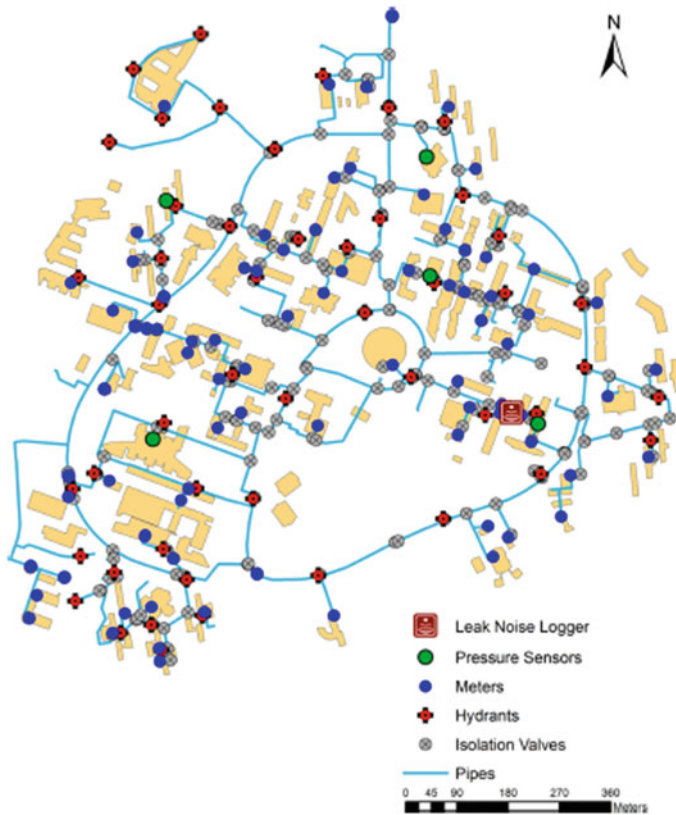 N
Leak Noise Logger
Pressure Sensors
Meters
Hydrants
Isolation Valves
Pipes
0 45 90 180 270 360
Meters